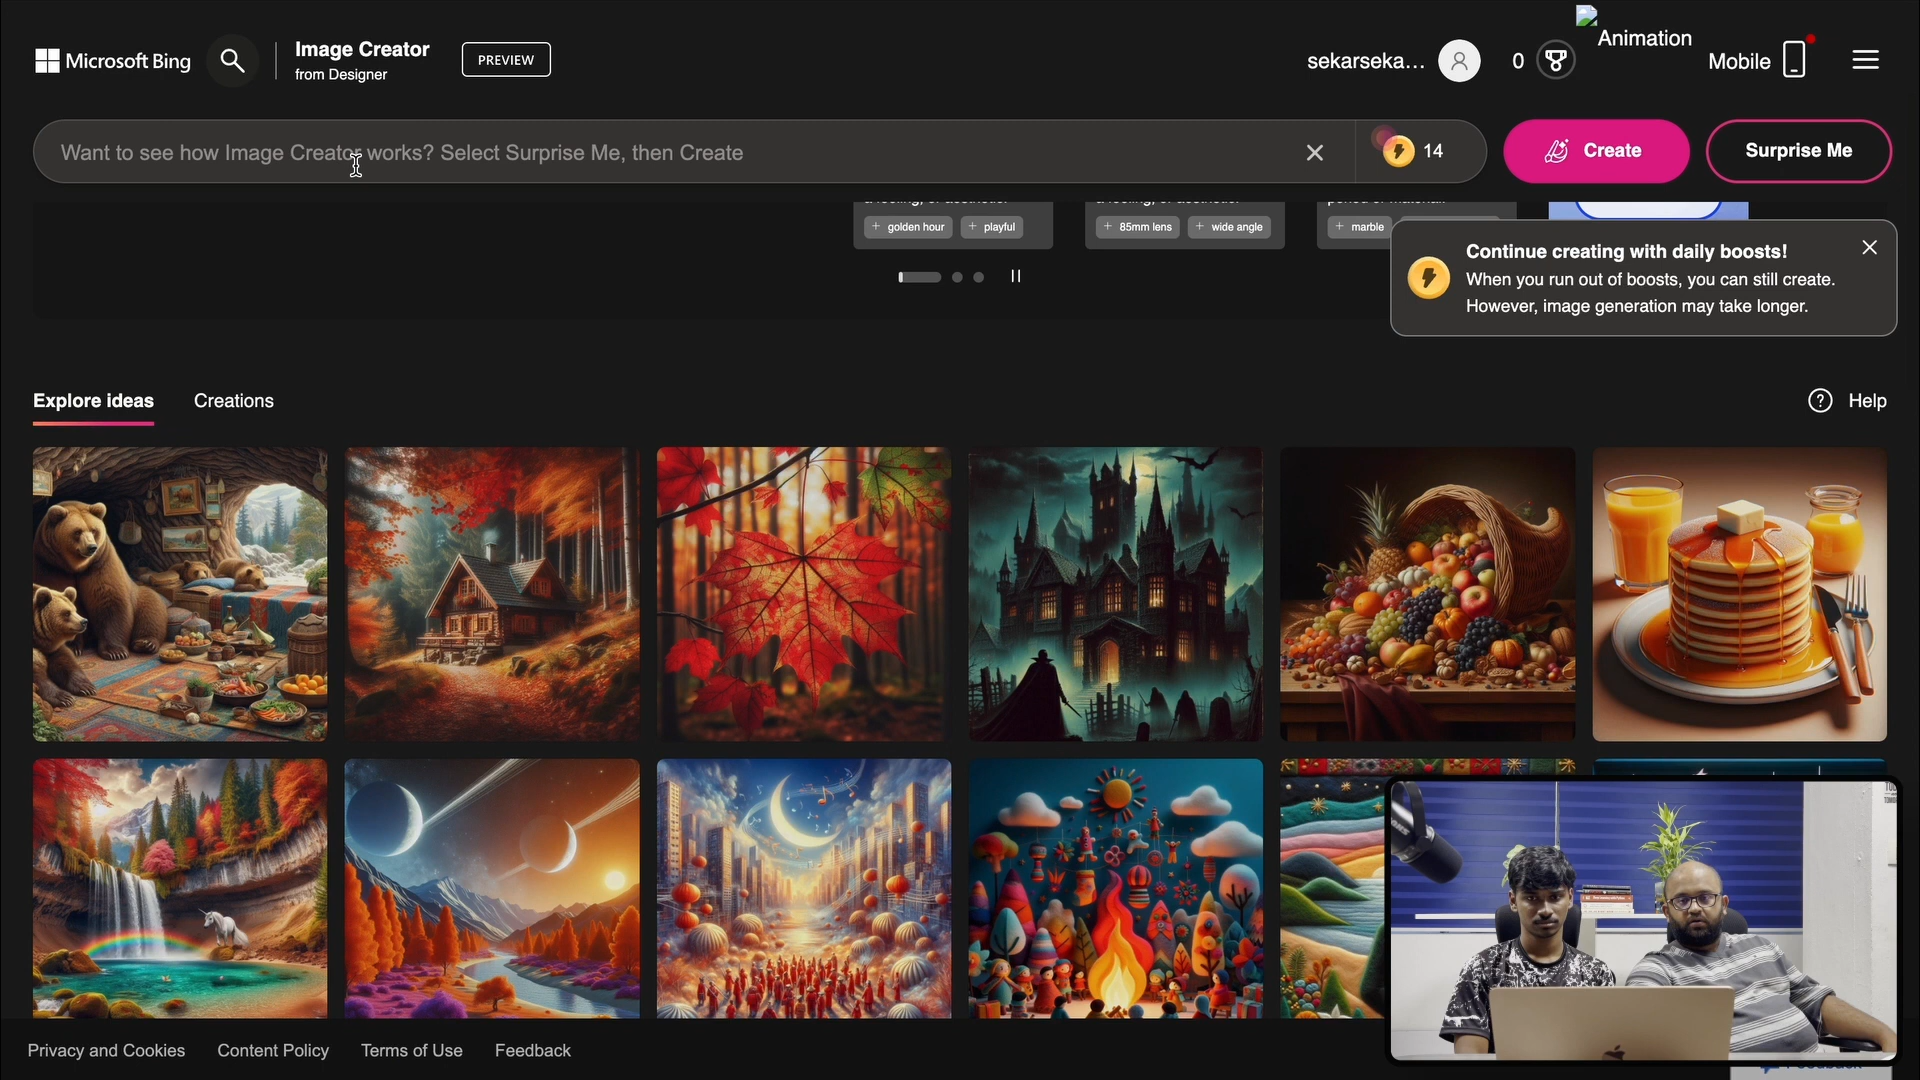 Microsoft Bing
Image Creator
from Designer
PREVIEW
sekarseka...
0
Animation
Mobile
Want to see how Image Creator works? Select Surprise Me, then Create
14
Create
Surprise Me
+ golden hour
+ playful
+ 85mm lens
+ wide angle
+ marble
Continue creating with daily boosts!
When you run out of boosts, you can still create.
However, image generation may take longer.
Explore ideas
Creations
Help
Privacy and Cookies
Content Policy
Terms of Use
Feedback